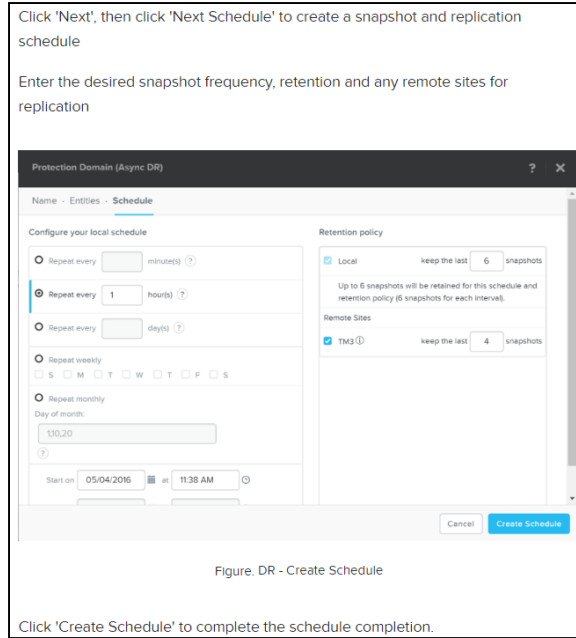 Click 'Next', then click 'Next Schedule' to create a snapshot and replication
schedule
Enter the desired snapshot frequency, retention and any remote sites for
replication
Protection Domain (Async DR)
? ×
Name · Entities · Schedule
Configure your local schedule
Repeat every minute(s) ?
Repeat every 1 hour(s) ?
Repeat every day(s) ?
Repeat weekly
S M T W T F S
Repeat monthly
Day of month:
1,10,20
?
Start on 05/04/2016 at 11:38 AM
Retention policy
Local keep the last 6 snapshots
Up to 6 snapshots will be retained for this schedule and
retention policy (6 snapshots for each interval).
Remote Sites
TM3 keep the last 4 snapshots
Cancel Create Schedule
Figure. DR - Create Schedule
Click 'Create Schedule' to complete the schedule completion.